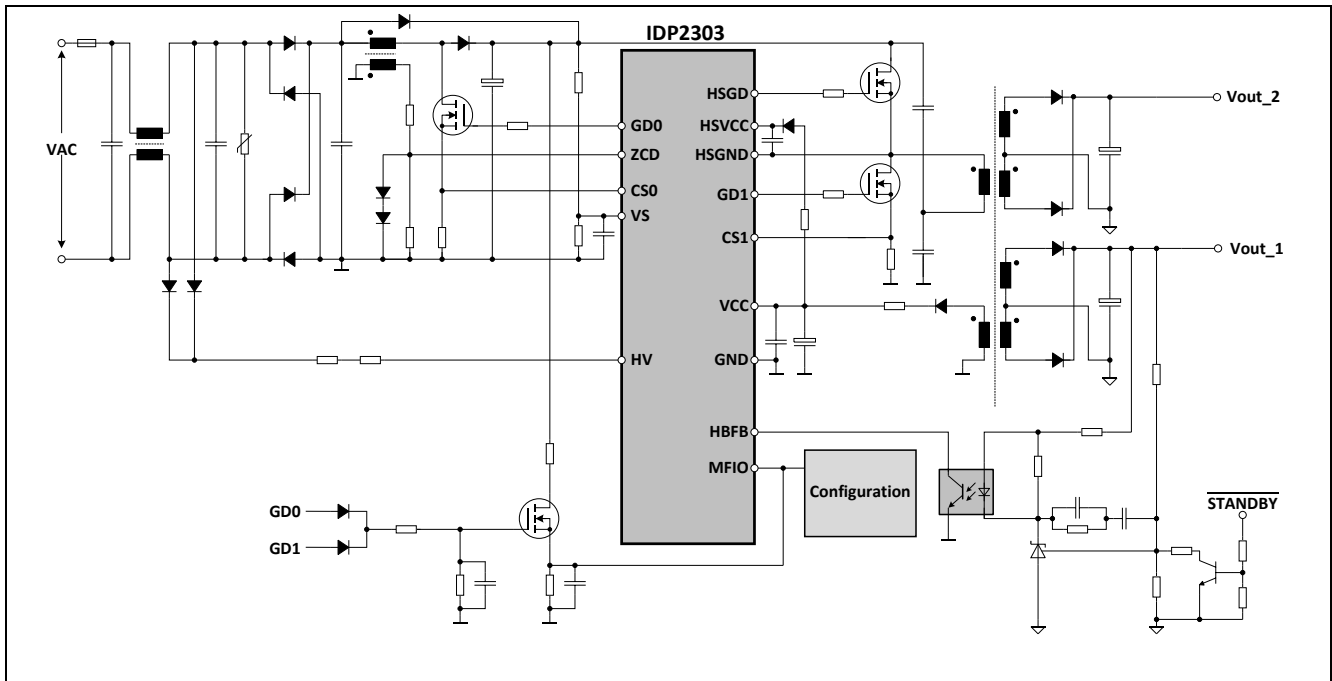 IDP2303
VAC
GD0
ZCD
CS0
VS
HV
HSGD
HSVCC
HSGND
GD1
CS1
VCC
GND
HBFB
MFIO
Configuration
Vout_2
Vout_1
STANDBY
GD0
GD1